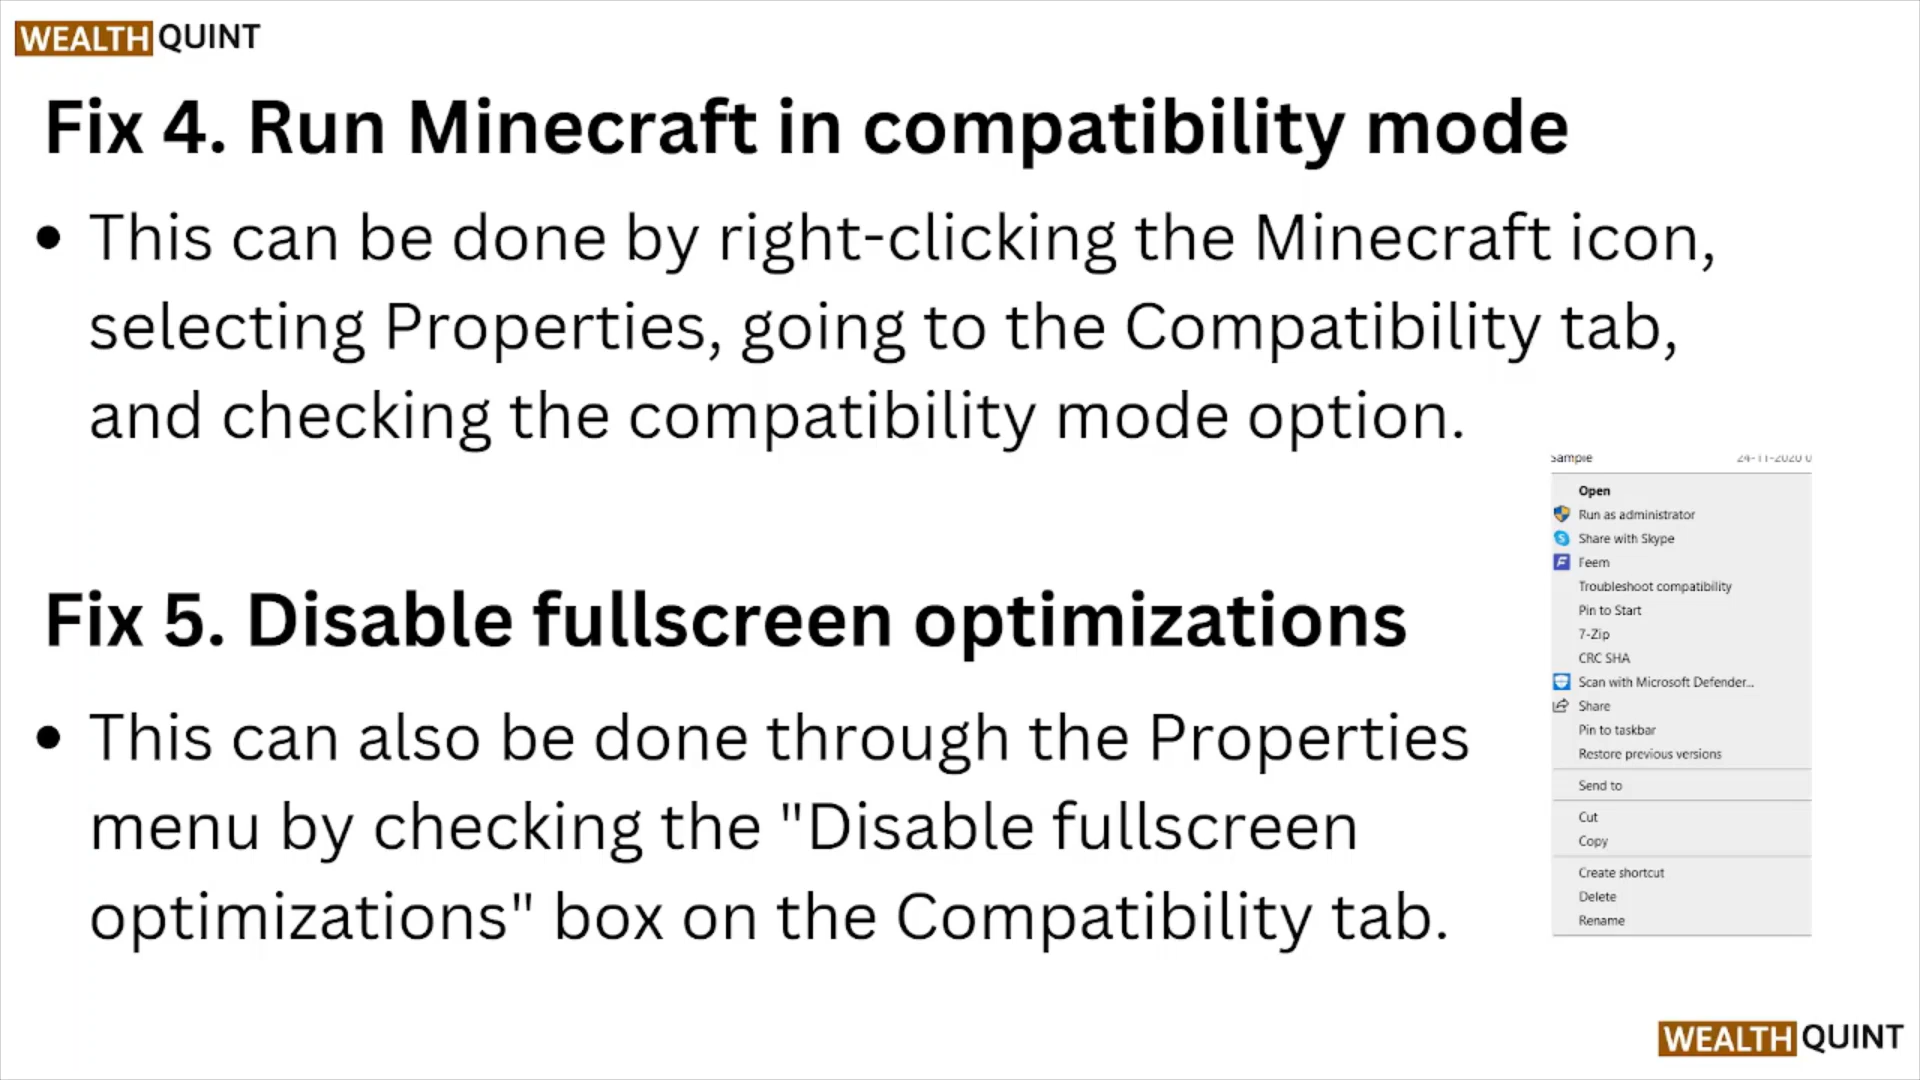 WEALTH QUINT
Fix 4. Run Minecraft in compatibility mode
• This can be done by right-clicking the Minecraft icon,
selecting Properties, going to the Compatibility tab,
and checking the compatibility mode option.
Sample 24-11-2020 0
Open
Run as administrator
Share with Skype
Feem
Troubleshoot compatibility
Pin to Start
7-Zip
CRC SHA
Scan with Microsoft Defender...
Share
Pin to taskbar
Restore previous versions
Send to
Cut
Copy
Create shortcut
Delete
Rename
Fix 5. Disable fullscreen optimizations
• This can also be done through the Properties
menu by checking the "Disable fullscreen
optimizations" box on the Compatibility tab.
WEALTH QUINT